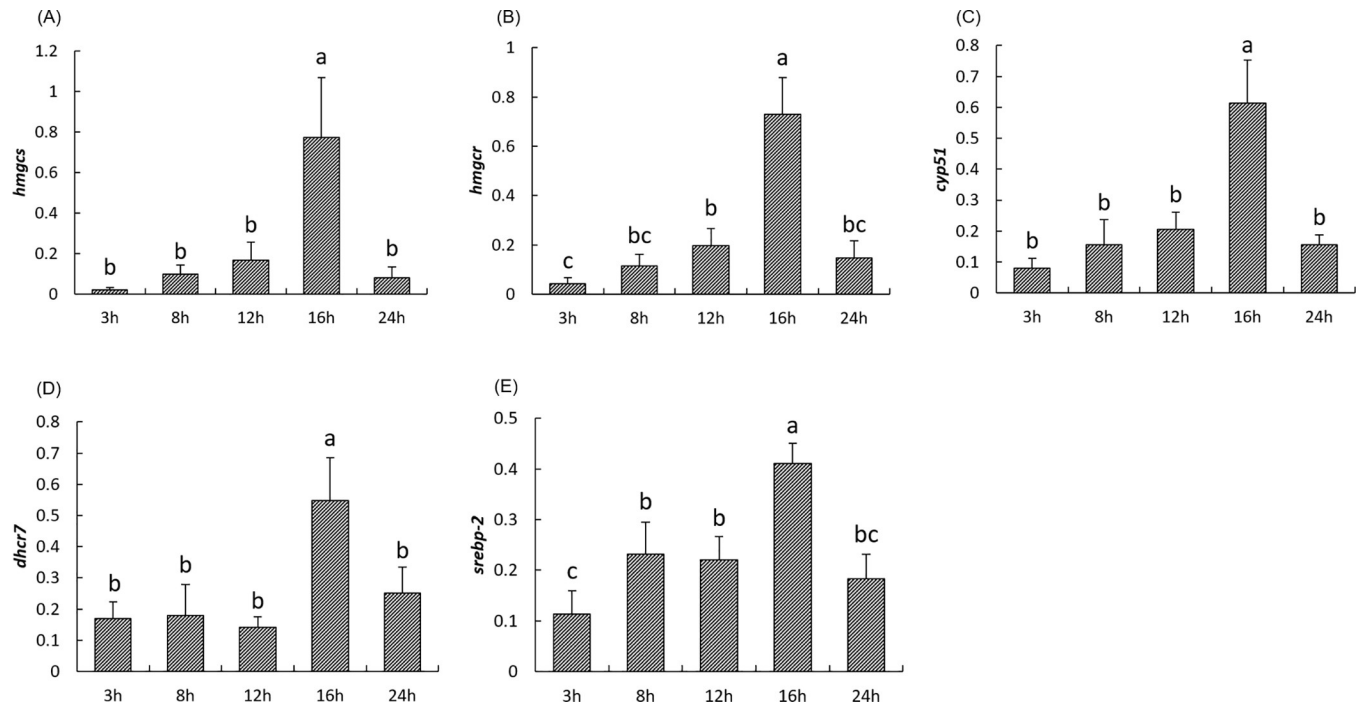 (A)
hmgcs
1.2
1
0.8
0.6
0.4
0.2
0
b
b
b
a
b
3h 8h 12h 16h 24h
(B)
hmgcr
1
0.8
0.6
0.4
0.2
0
c
bc
b
a
bc
3h 8h 12h 16h 24h
(C)
cyp51
0.8
0.7
0.6
0.5
0.4
0.3
0.2
0.1
0
b
b
b
a
b
3h 8h 12h 16h 24h
(D)
dhcr7
0.8
0.7
0.6
0.5
0.4
0.3
0.2
0.1
0
b
b
b
a
b
3h 8h 12h 16h 24h
(E)
srebp-2
0.5
0.4
0.3
0.2
0.1
0
c
b
b
a
bc
3h 8h 12h 16h 24h